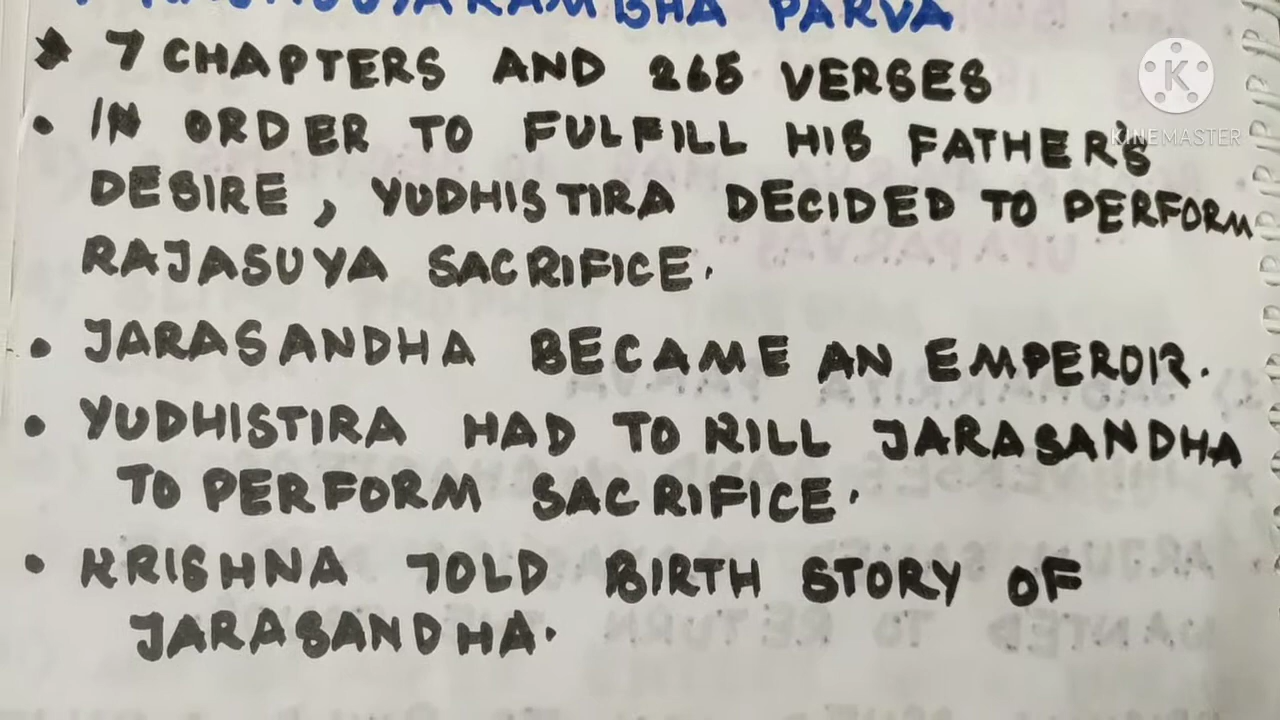 PARVA
7 CHAPTERS AND 265 VERSES
K
KINEMASTER
• IN ORDER TO FULFILL HIS FATHER'S
DESIRE, YUDHISTIRA DECIDED TO PERFORM
RAJASUYA SACRIFICE.
• JARASANDHA BECAME AN EMPEROR.
• YUDHISTIRA HAD TO KILL JARASANDHA
TO PERFORM SACRIFICE.
• KRISHNA TOLD BIRTH STORY OF
JARASANDHA.